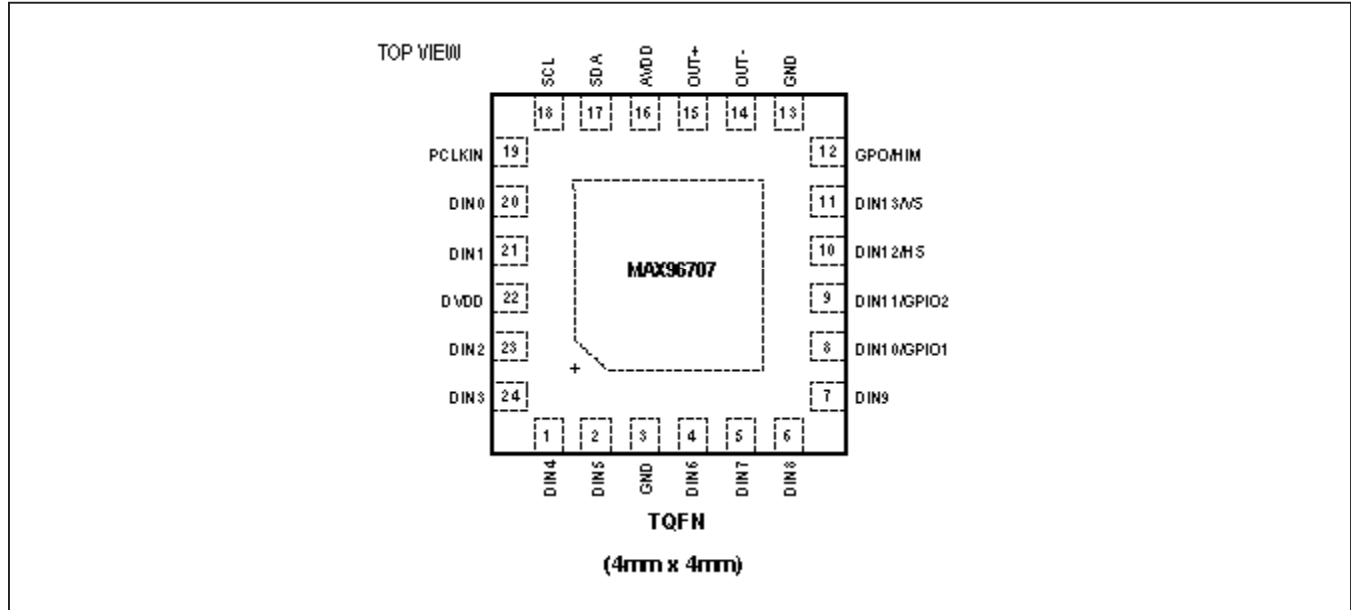 TOP VIEW
SCL SDA AVDD OUT+ OUT- GND
18 17 16 15 14 13
PCLKIN 19 12 GPO/HIM
DIN0 20 11 DIN13/VS
DIN1 21 10 DIN12/HS
MAX96707
DVDD 22 9 DIN11/GPIO2
DIN2 23 8 DIN10/GPIO1
+
DIN3 24 7 DIN9
1 2 3 4 5 6
DIN4 DIN5 GND DIN6 DIN7 DIN8
TQFN
(4mm x 4mm)